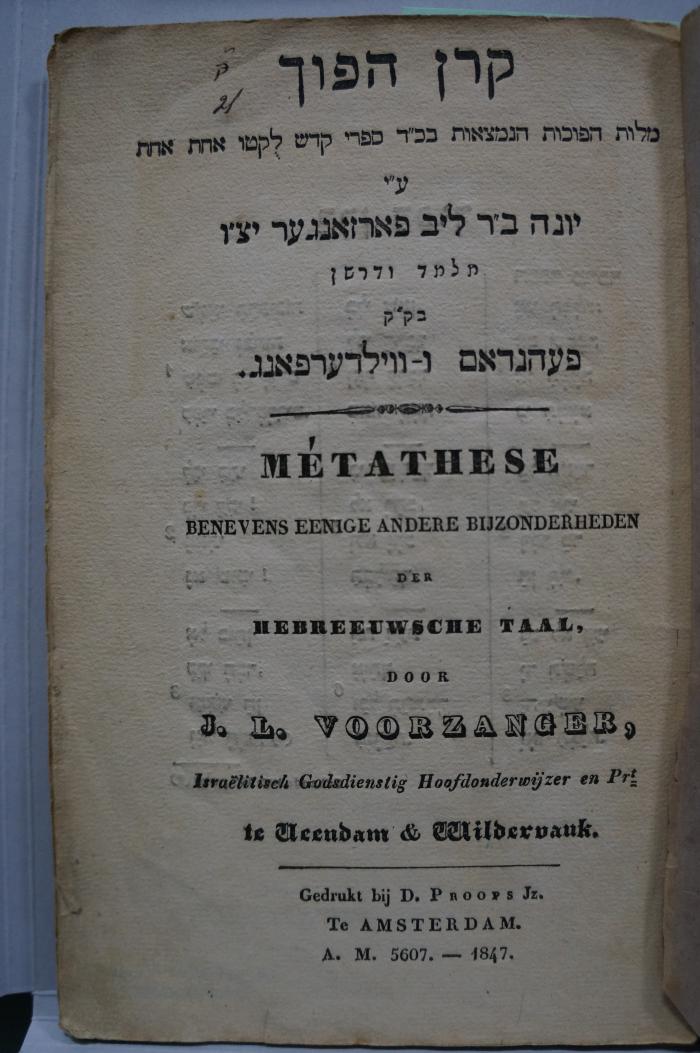 קרן הפוך
מלות הפוכות הנמצאות בכ״ד ספרי קדש לֻקטו אחת אחת
ע״י
יונה ב״ר ליב פארזאנגער יצ״ו
מלמד ודרשן
בק״ק
פעהנדאם ו-ווילדערפאנג.
MÉTATHESE
BENEVENS EENIGE ANDERE BIJZONDERHEDEN
DER
HEBREEUWSCHE TAAL,
DOOR
J. L. VOORZANGER,
Israëlitisch Godsdienstig Hoofdonderwijzer en Prt
te Veendam & Wildervank.
Gedrukt bij D. PROOPS Jz.
Te AMSTERDAM.
A. M. 5607. — 1847.